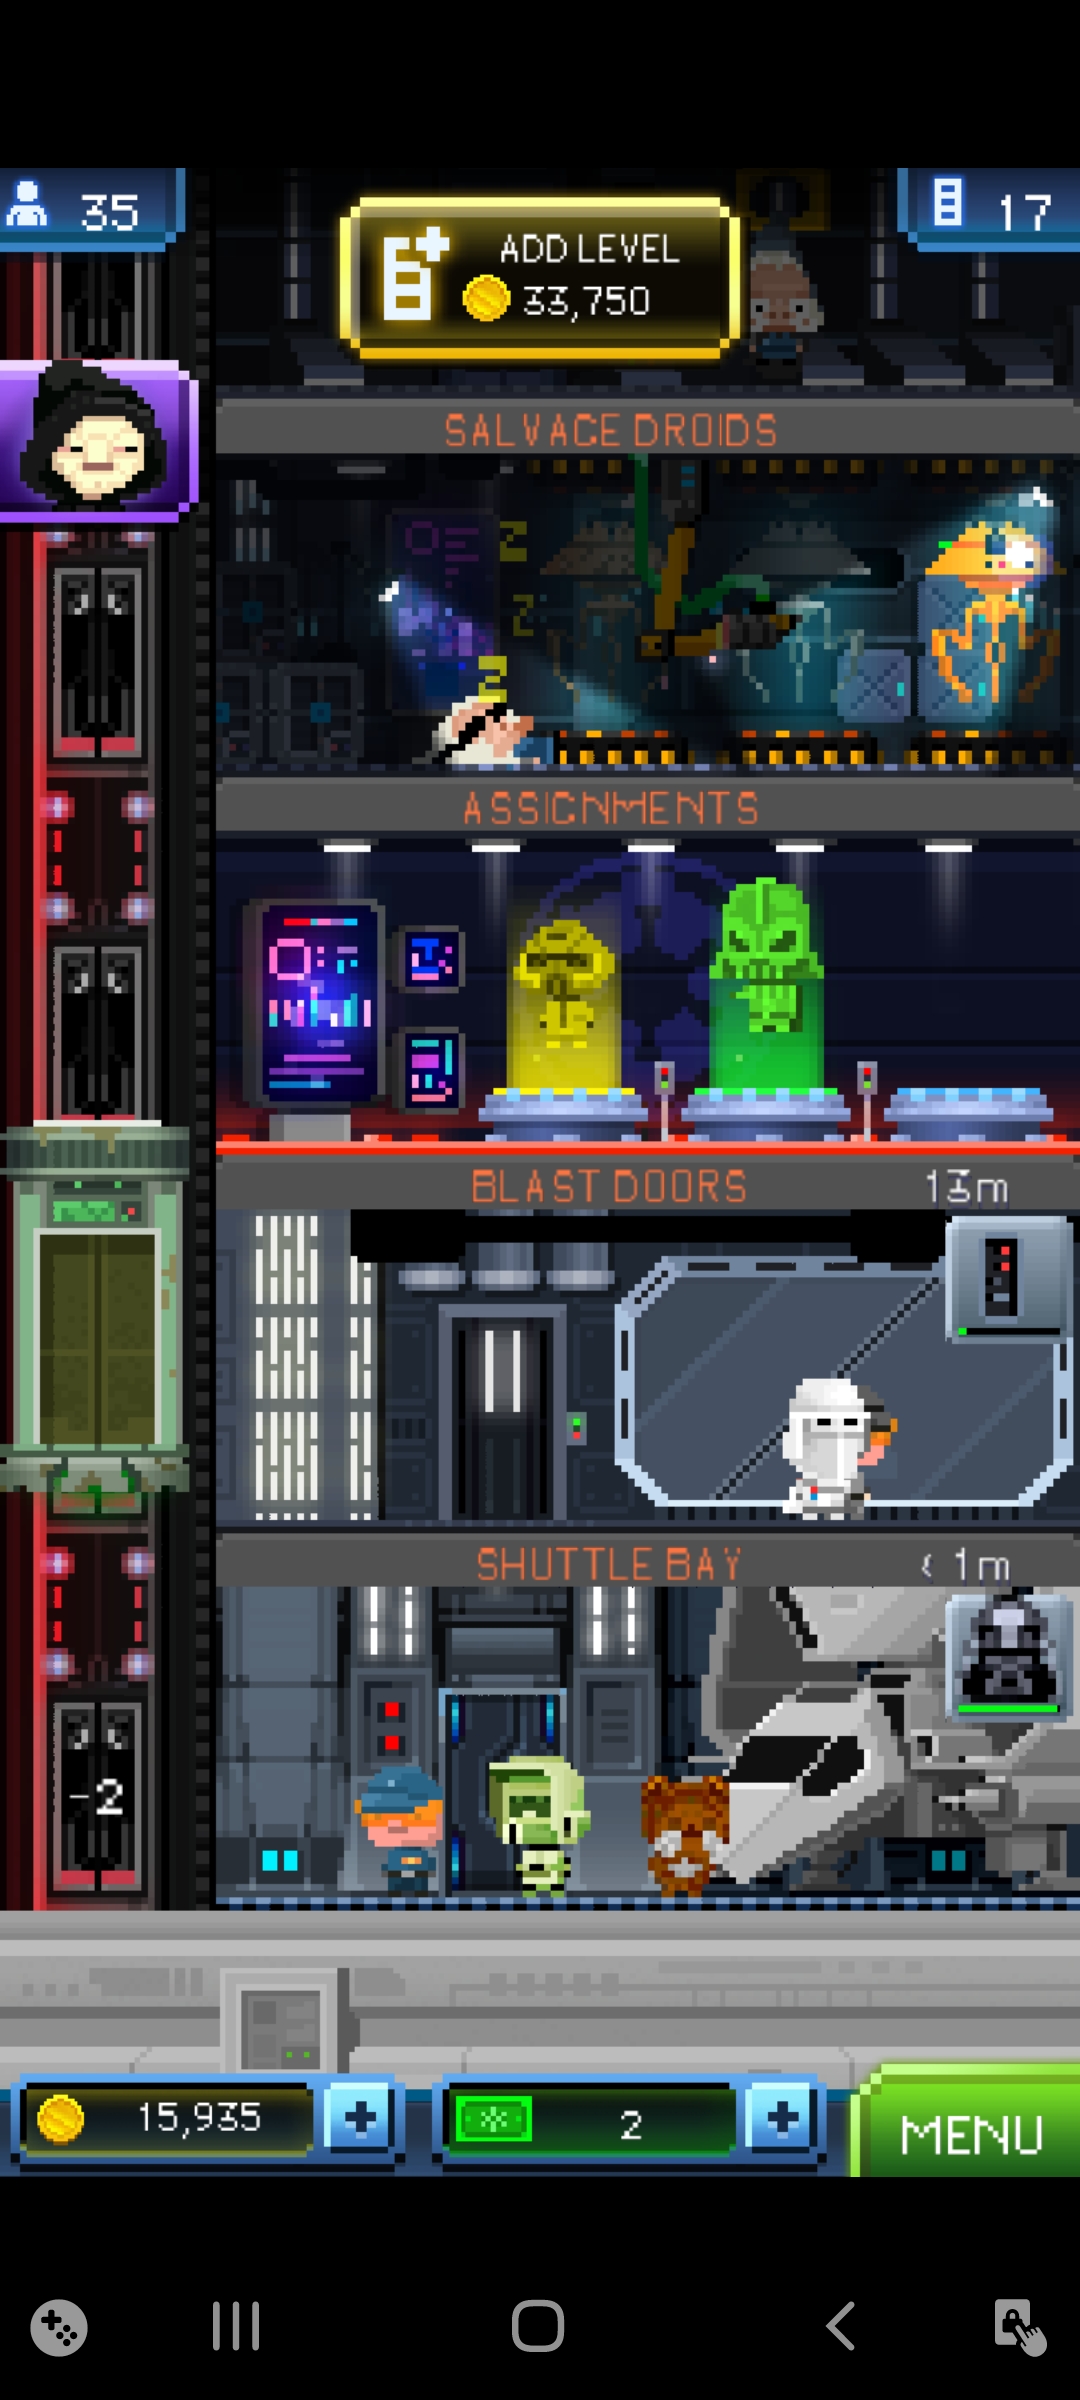 35
ADD LEVEL
33,750
17
SALVAGE DROIDS
Z
Z
Z
ASSIGNMENTS
BLAST DOORS
13m
SHUTTLE BAY
< 1m
-2
15,935
2
MENU